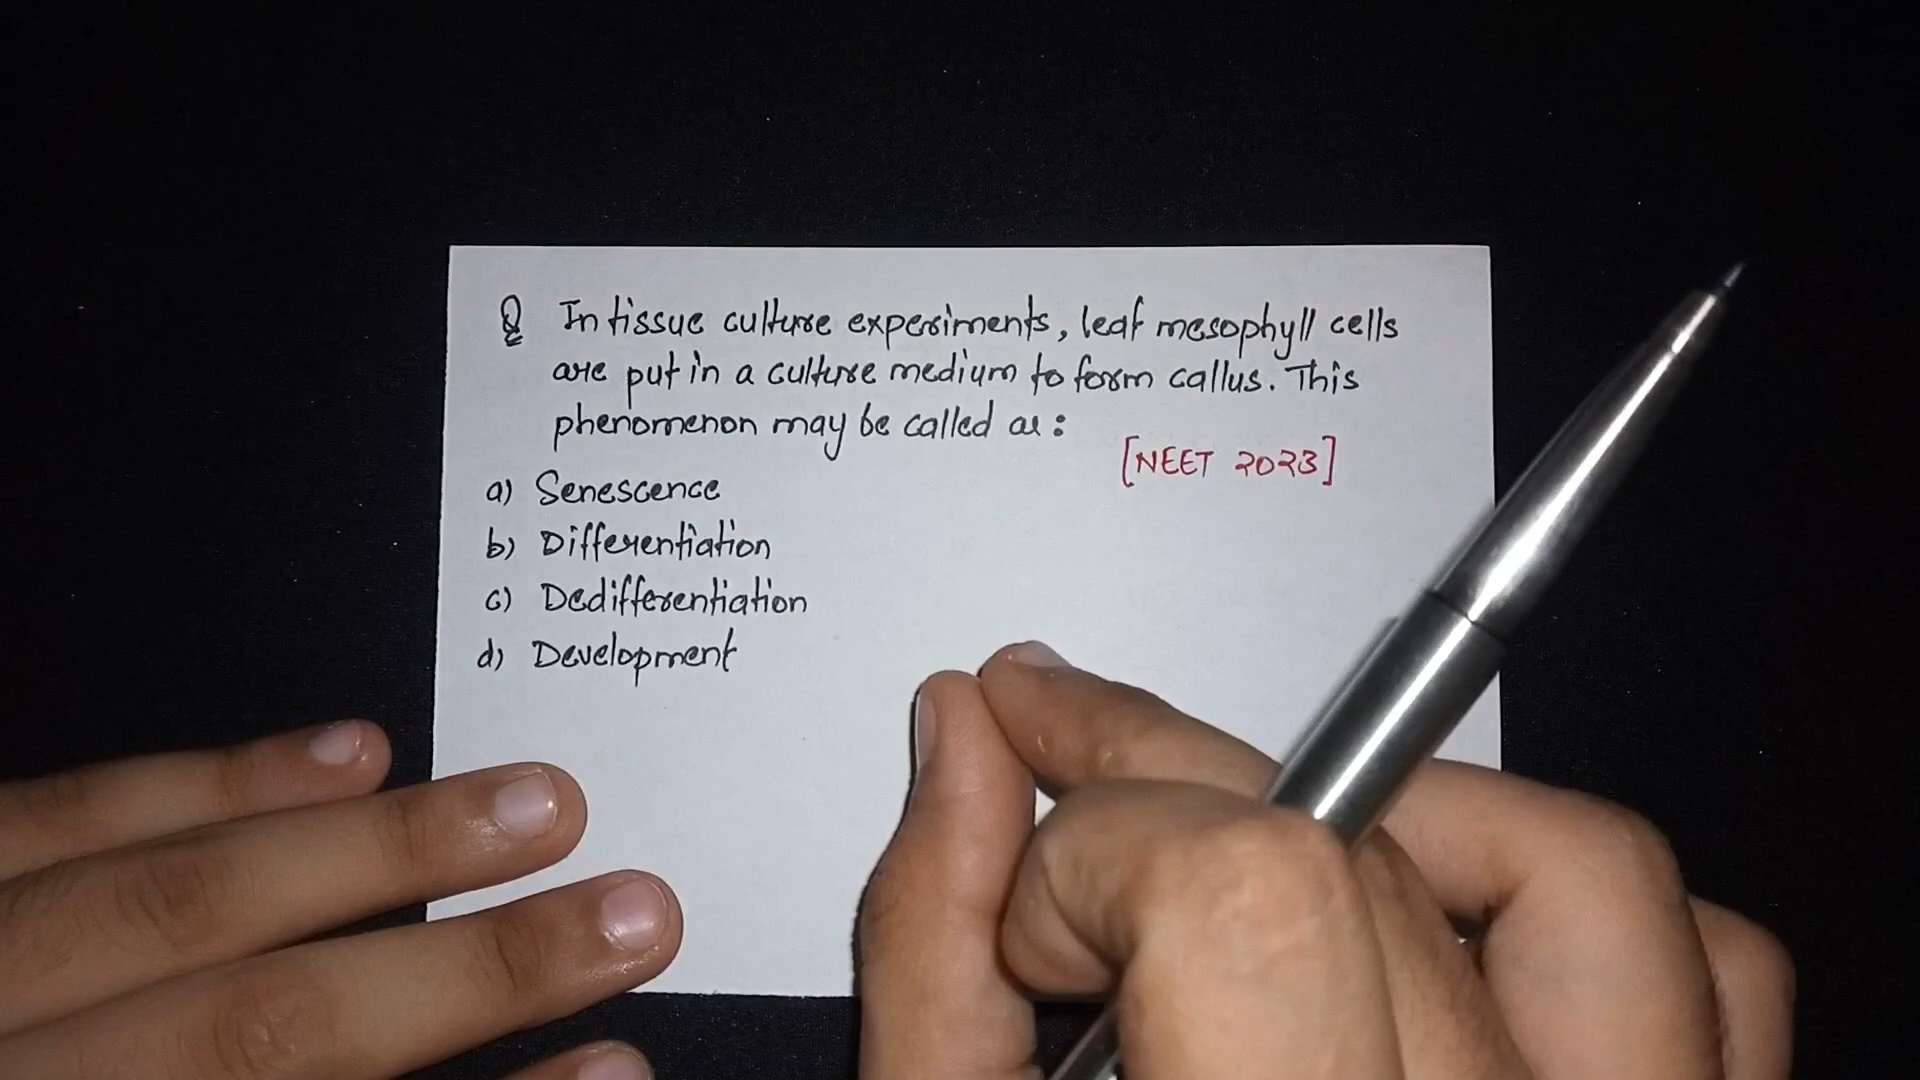 Q In tissue culture experiments, leaf mesophyll cells
are put in a culture medium to form callus. This
phenomenon may be called as:
[NEET 2023]
a) Senescence
b) Differentiation
c) Dedifferentiation
d) Development